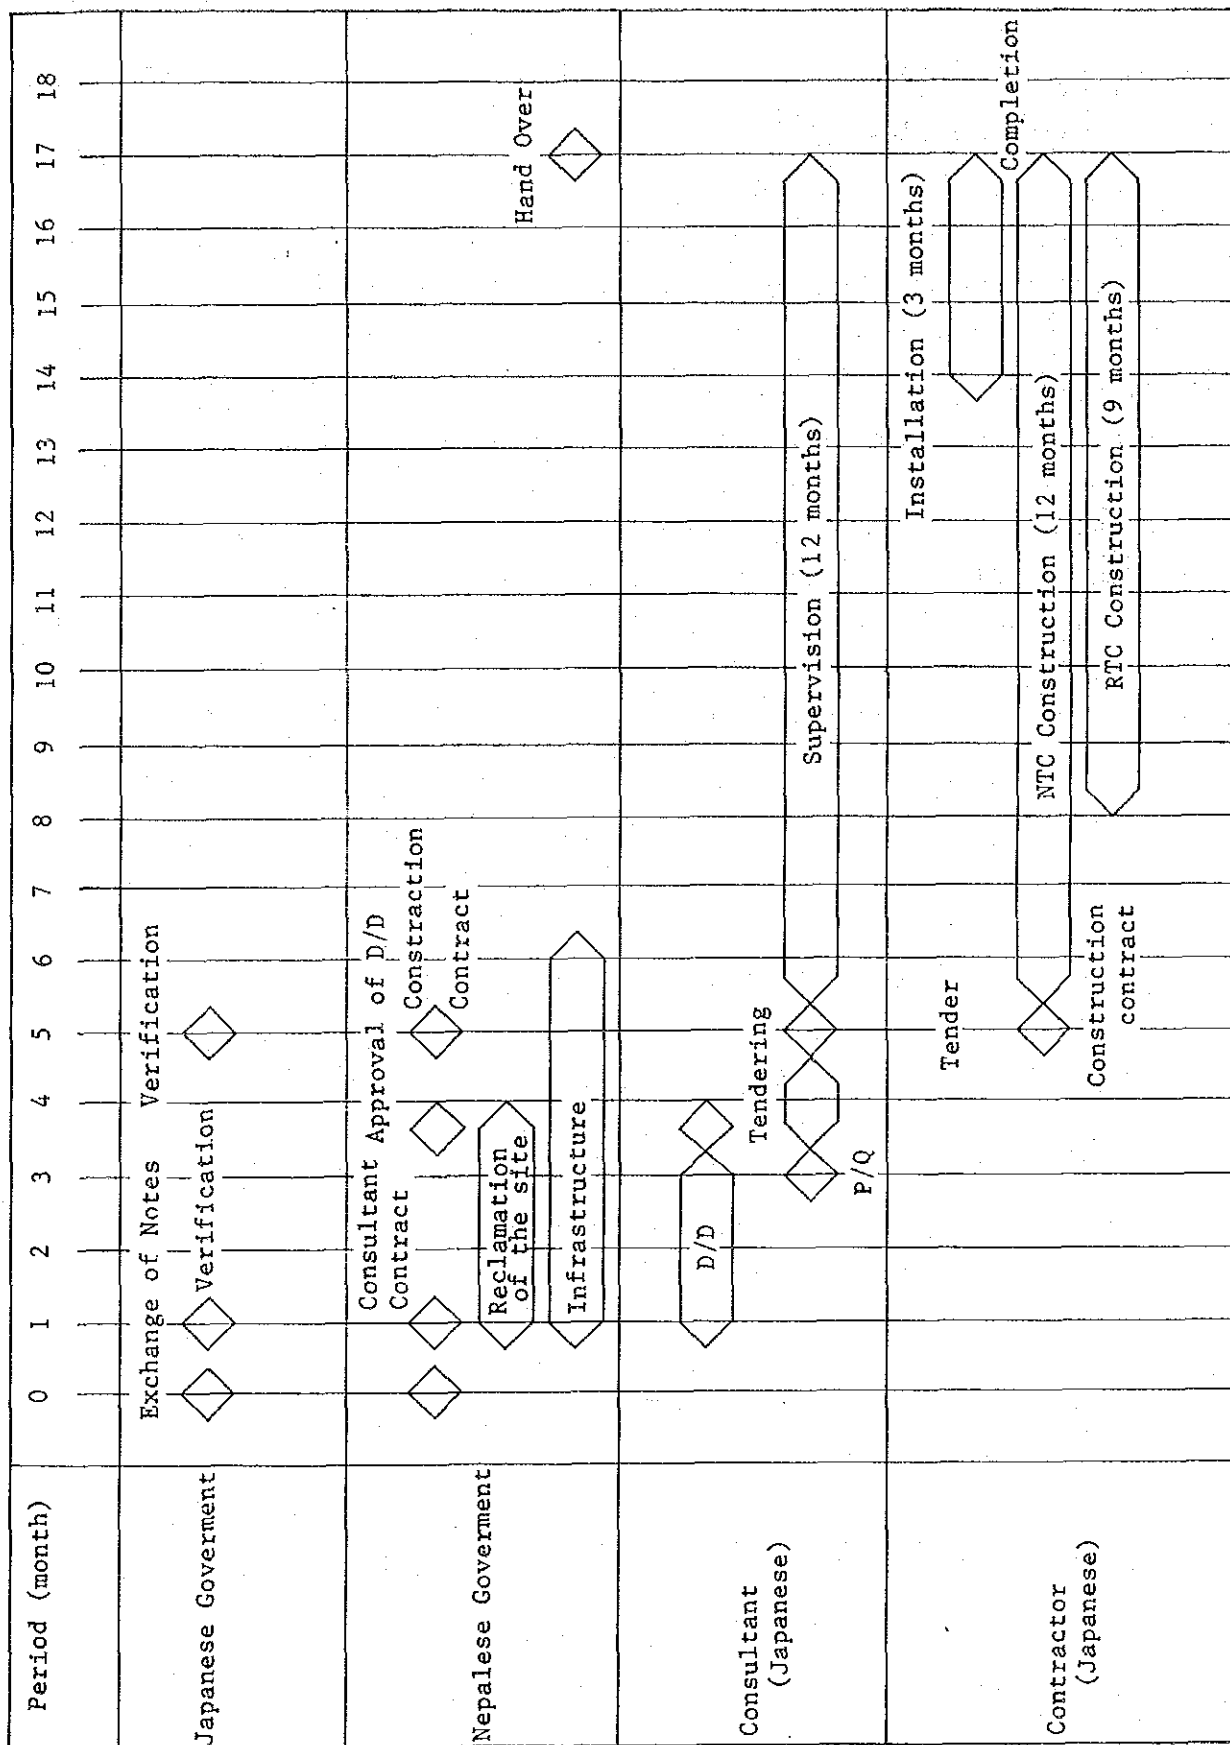 Period (month)
0 1 2 3 4 5 6 7 8 9 10 11 12 13 14 15 16 17 18
Japanese Goverment
Exchange of Notes
Verification
Verification
Nepalese Goverment
Consultant
Contract
Approval of D/D
Constraction
Contract
Hand Over
Reclamation
of the site
Infrastructure
Consultant
(Japanese)
D/D
Tendering
P/Q
Supervision (12 months)
Contractor
(Japanese)
Tender
Installation (3 months)
Completion
NTC Construction (12 months)
RTC Construction (9 months)
Construction
contract